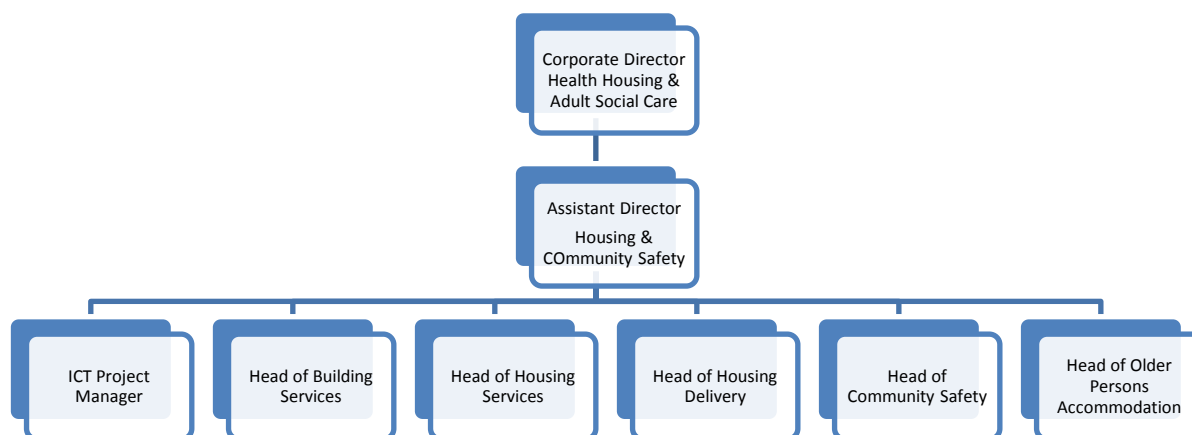 Corporate Director
Health Housing &
Adult Social Care
Assistant Director
Housing &
COmmunity Safety
ICT Project
Manager
Head of Building
Services
Head of Housing
Services
Head of Housing
Delivery
Head of
Community Safety
Head of Older
Persons
Accommodation